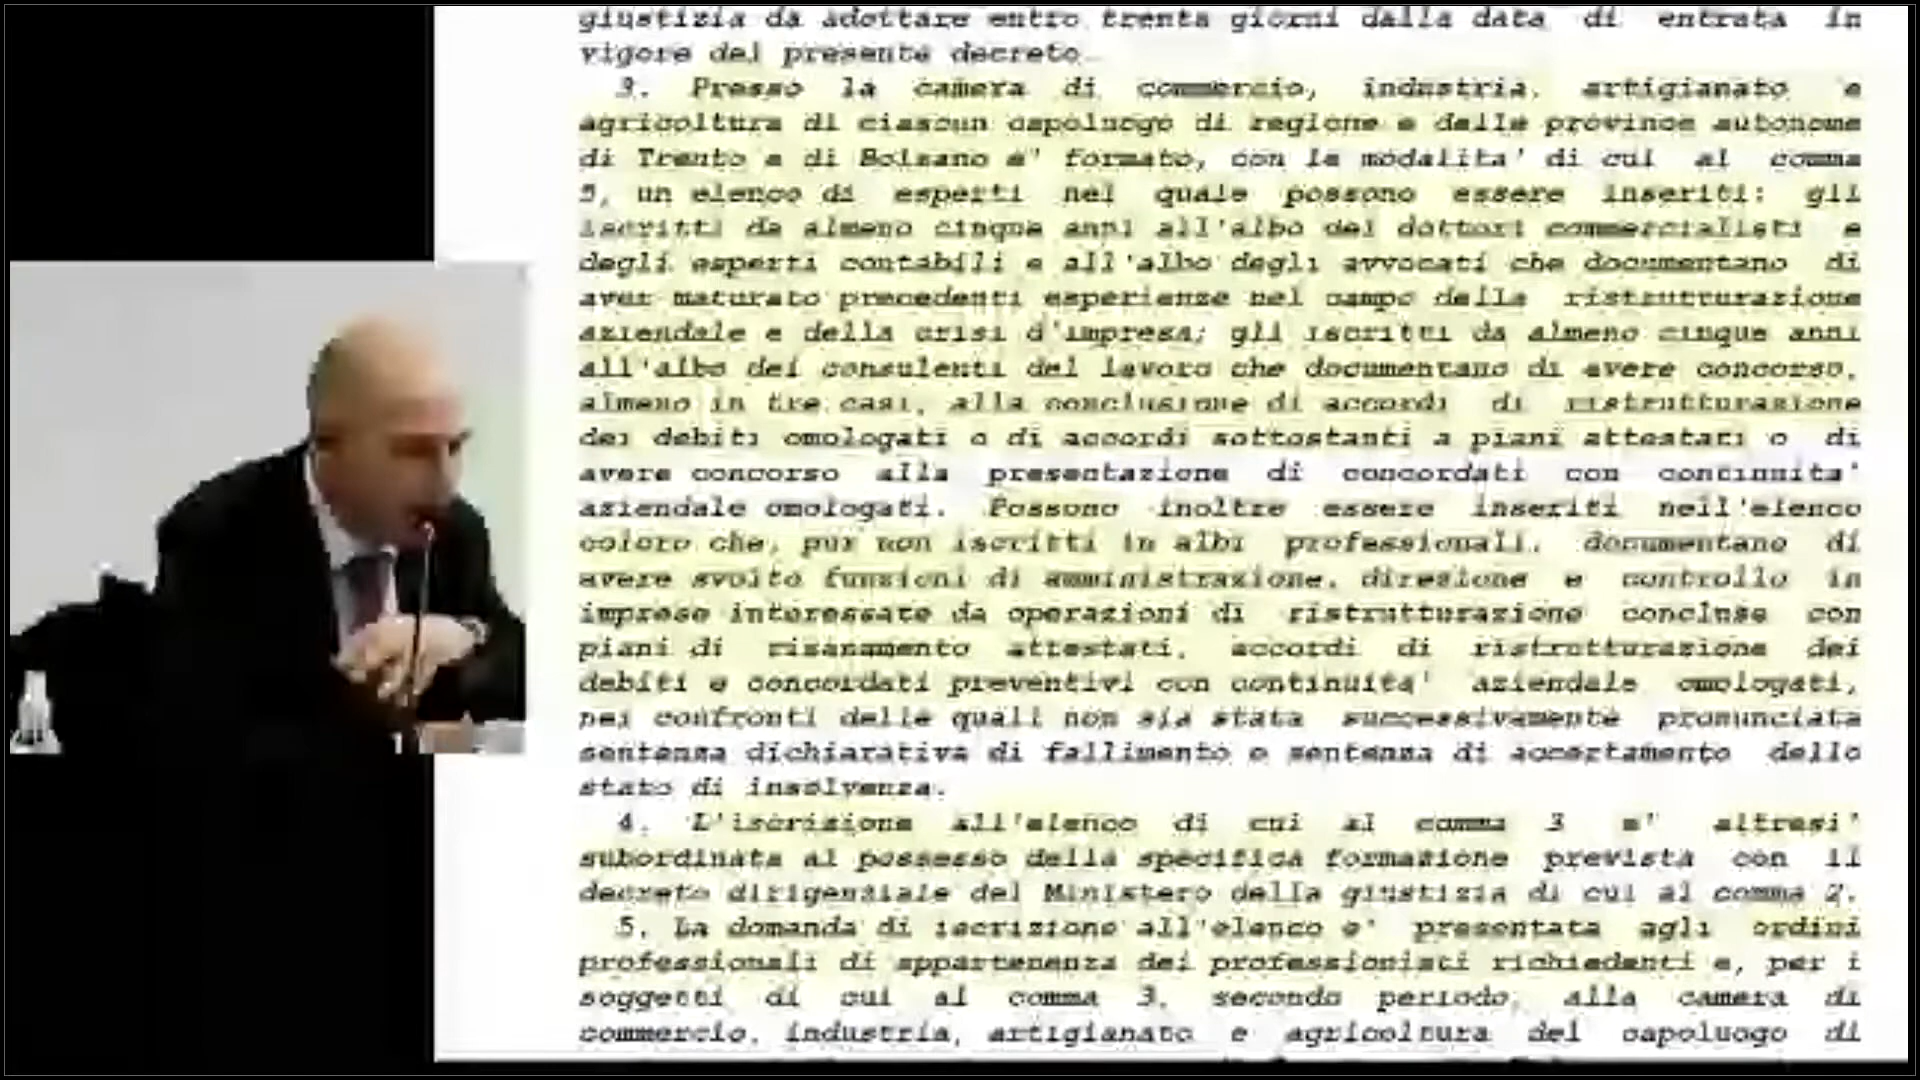 giustizia da adottare entro trenta giorni dalla data di entrata in
vigore del presente decreto.
3. Presso la camera di commercio, industria, artigianato e
agricoltura di ciascun capoluogo di regione e delle province autonome
di Trento e di Bolzano e' formato, con le modalita' di cui al comma
5, un elenco di esperti nel quale possono essere inseriti: gli
iscritti da almeno cinque anni all'albo dei dottori commercialisti e
degli esperti contabili e all'albo degli avvocati che documentano di
aver maturato precedenti esperienze nel campo della ristrutturazione
aziendale e della crisi d'impresa; gli iscritti da almeno cinque anni
all'albo dei consulenti del lavoro che documentano di avere concorso,
almeno in tre casi, alla conclusione di accordi di ristrutturazione
dei debiti omologati o di accordi sottostanti a piani attestati o di
avere concorso alla presentazione di concordati con continuita'
aziendale omologati. Possono inoltre essere inseriti nell'elenco
coloro che, pur non iscritti in albi professionali, documentano di
avere svolto funzioni di amministrazione, direzione e controllo in
imprese interessate da operazioni di ristrutturazione concluse con
piani di risanamento attestati, accordi di ristrutturazione dei
debiti e concordati preventivi con continuita' aziendale omologati,
nei confronti delle quali non sia stata successivamente pronunciata
sentenza dichiarativa di fallimento o sentenza di accertamento dello
stato di insolvenza.
4. L'iscrizione all'elenco di cui al comma 3 e' altresi'
subordinata al possesso della specifica formazione prevista con il
decreto dirigenziale del Ministero della giustizia di cui al comma 2.
5. La domanda di iscrizione all'elenco e' presentata agli ordini
professionali di appartenenza dei professionisti richiedenti e, per i
soggetti di cui al comma 3, secondo periodo, alla camera di
commercio, industria, artigianato e agricoltura del capoluogo di